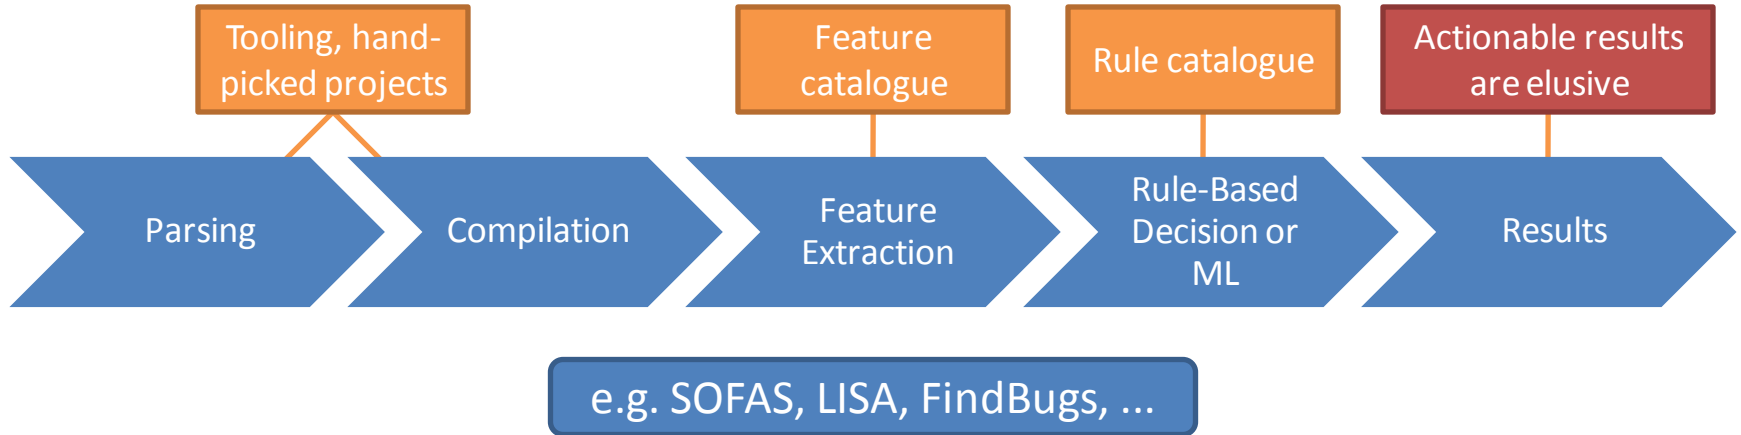 Tooling, hand-
picked projects
Feature
catalogue
Rule catalogue
Actionable results
are elusive
Parsing
Compilation
Feature
Extraction
Rule-Based
Decision or
ML
Results
e.g. SOFAS, LISA, FindBugs, ...